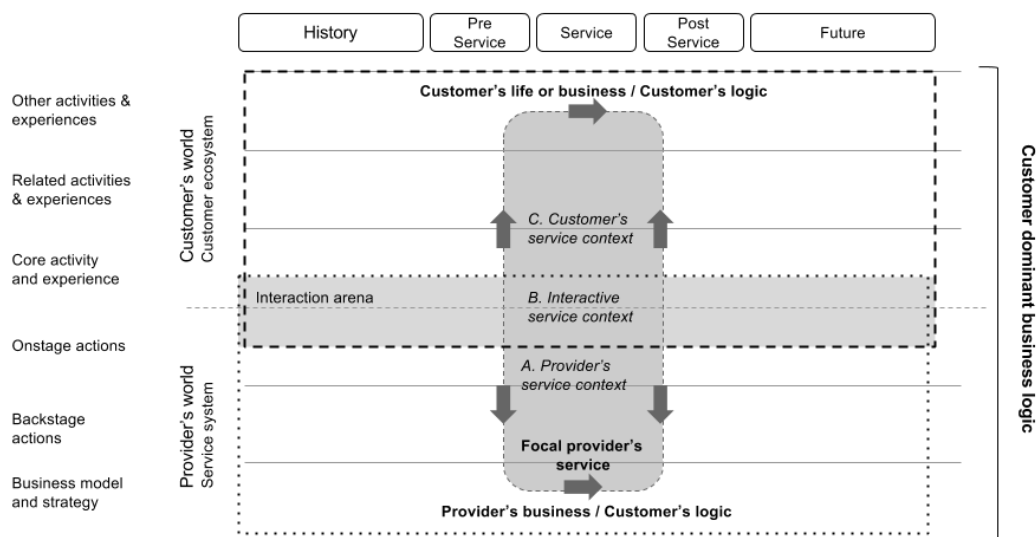 History
Pre
Service
Service
Post
Service
Future
Customer's life or business / Customer's logic
Other activities &
experiences
Related activities
& experiences
Core activity
and experience
Onstage actions
Backstage
actions
Business model
and strategy
Customer's world
Customer ecosystem
Provider's world
Service system
C. Customer's
service context
Interaction arena
B. Interactive
service context
A. Provider's
service context
Focal provider's
service
Provider's business / Customer's logic
Customer dominant business
logic